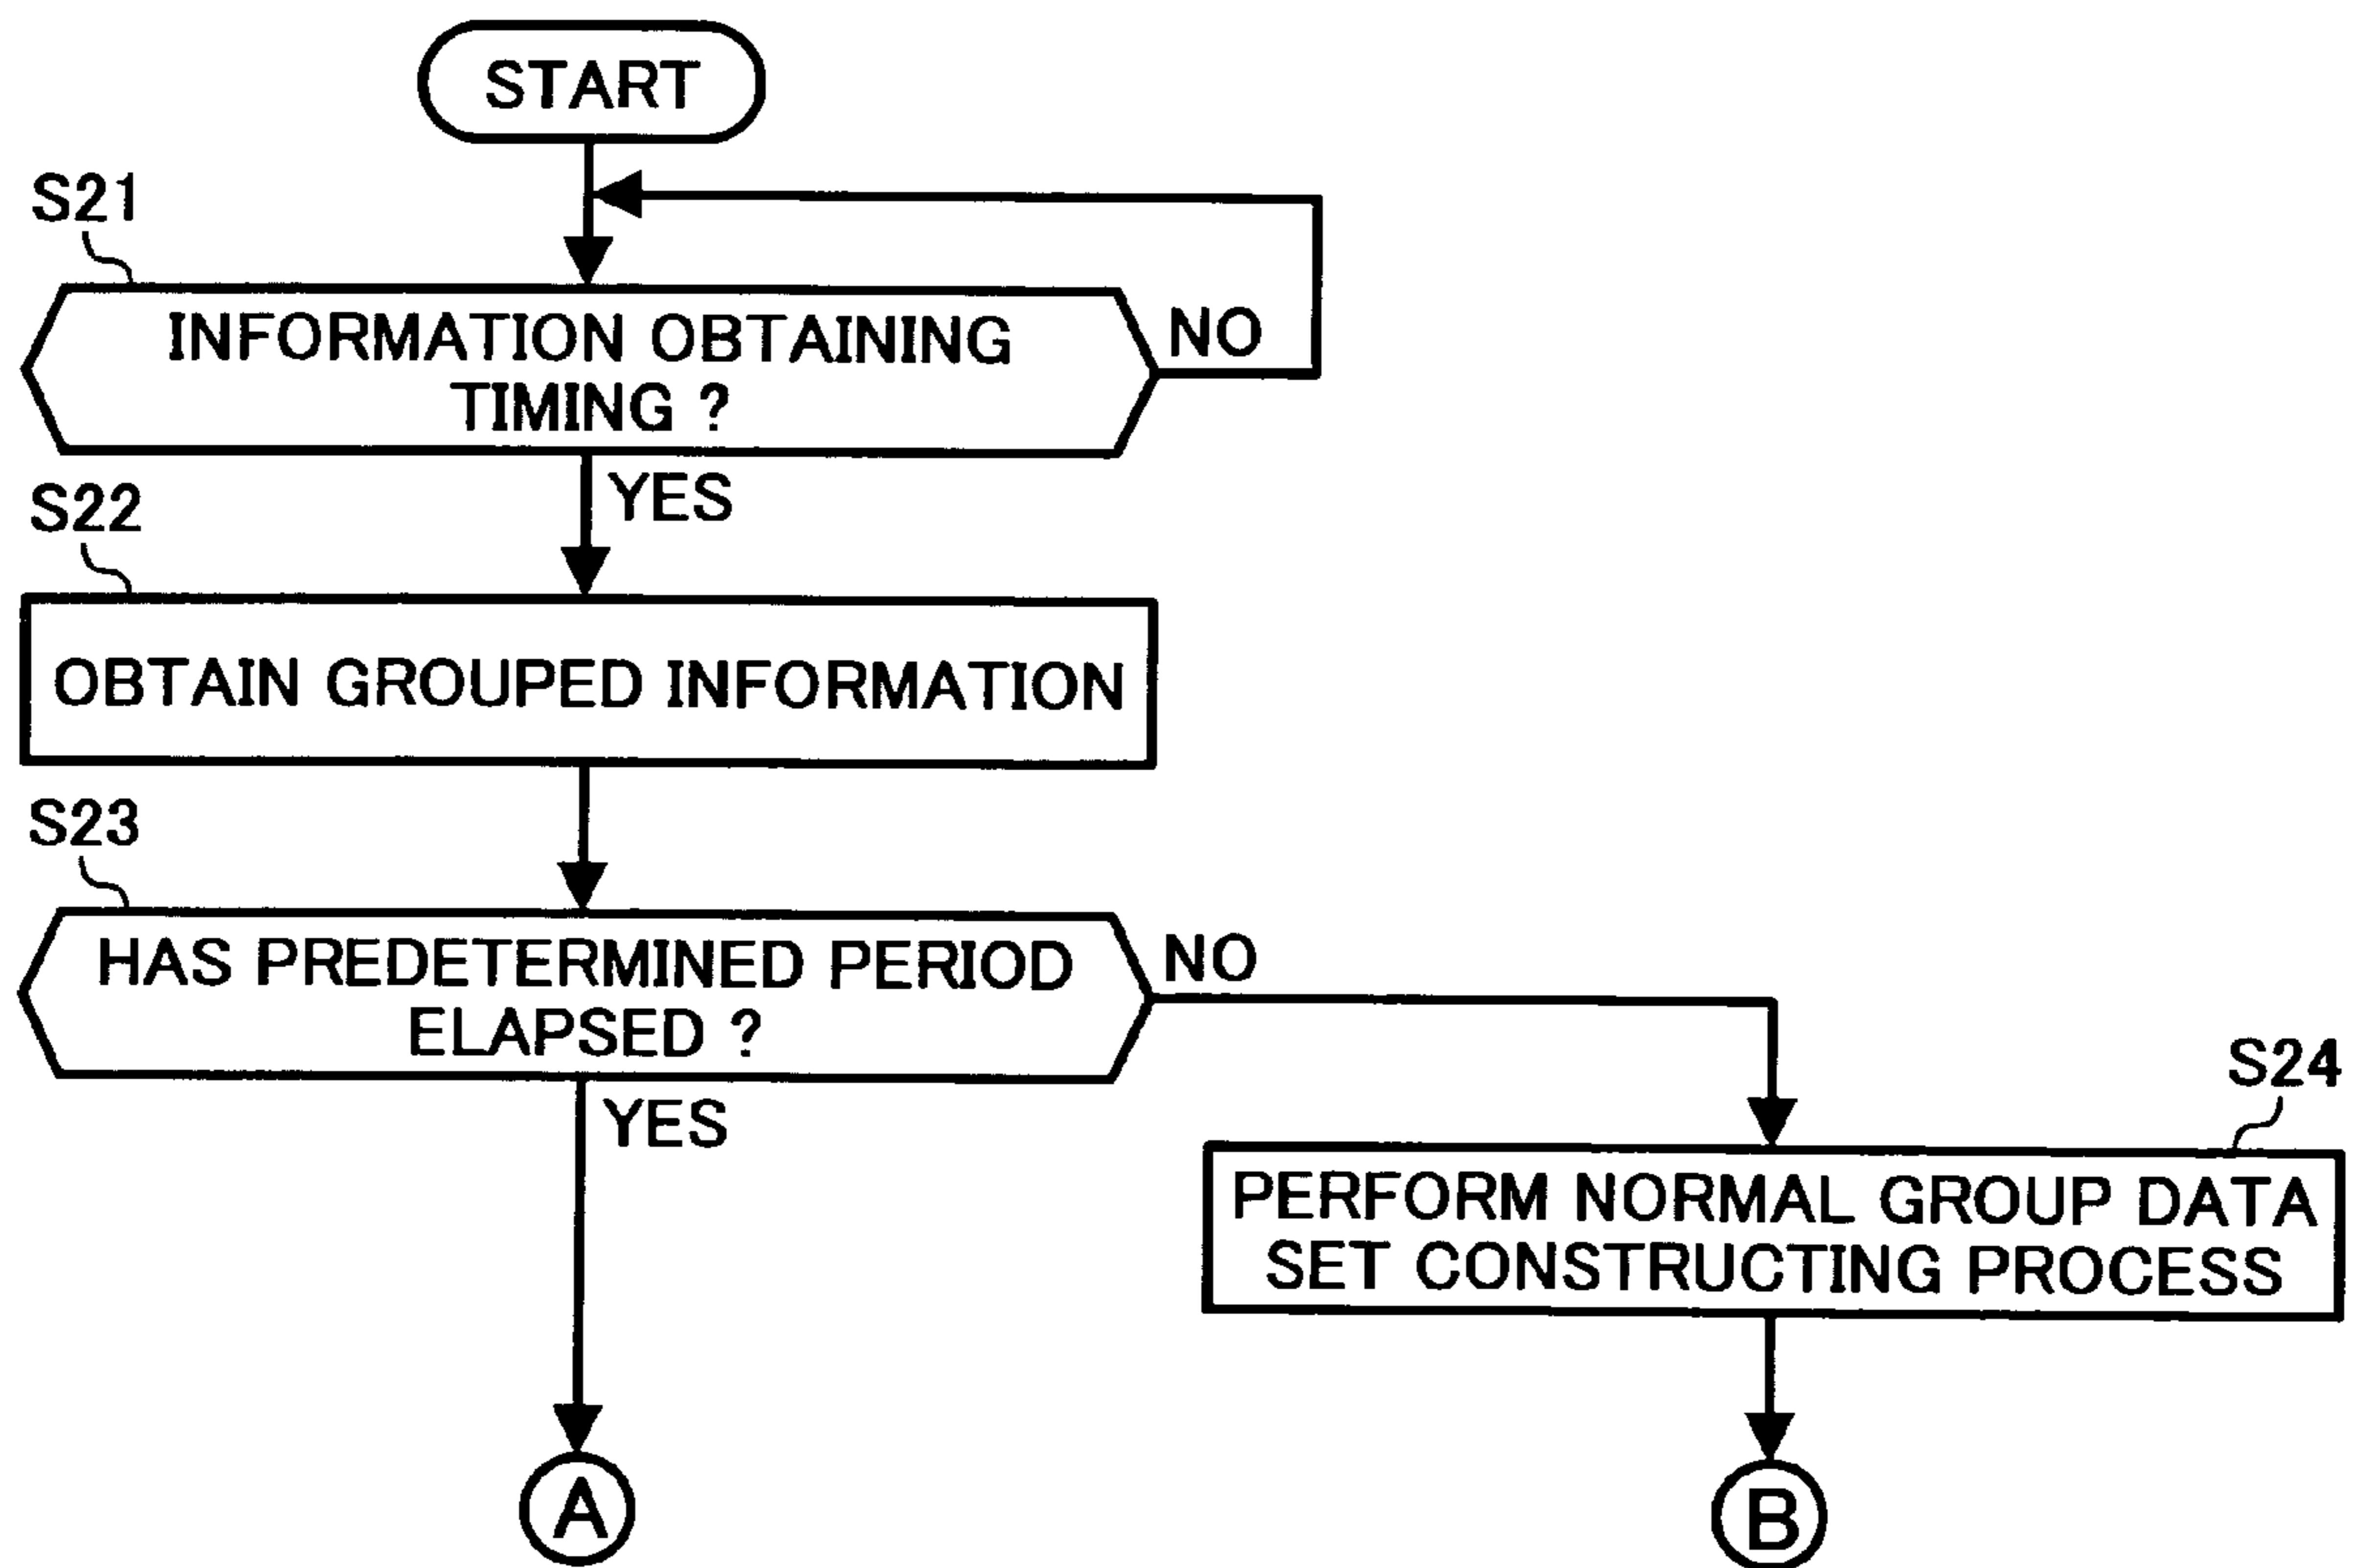 START
S21
INFORMATION OBTAINING
TIMING ?
NO
YES
S22
OBTAIN GROUPED INFORMATION
S23
HAS PREDETERMINED PERIOD
ELAPSED ?
NO
YES
S24
PERFORM NORMAL GROUP DATA
SET CONSTRUCTING PROCESS
A
B